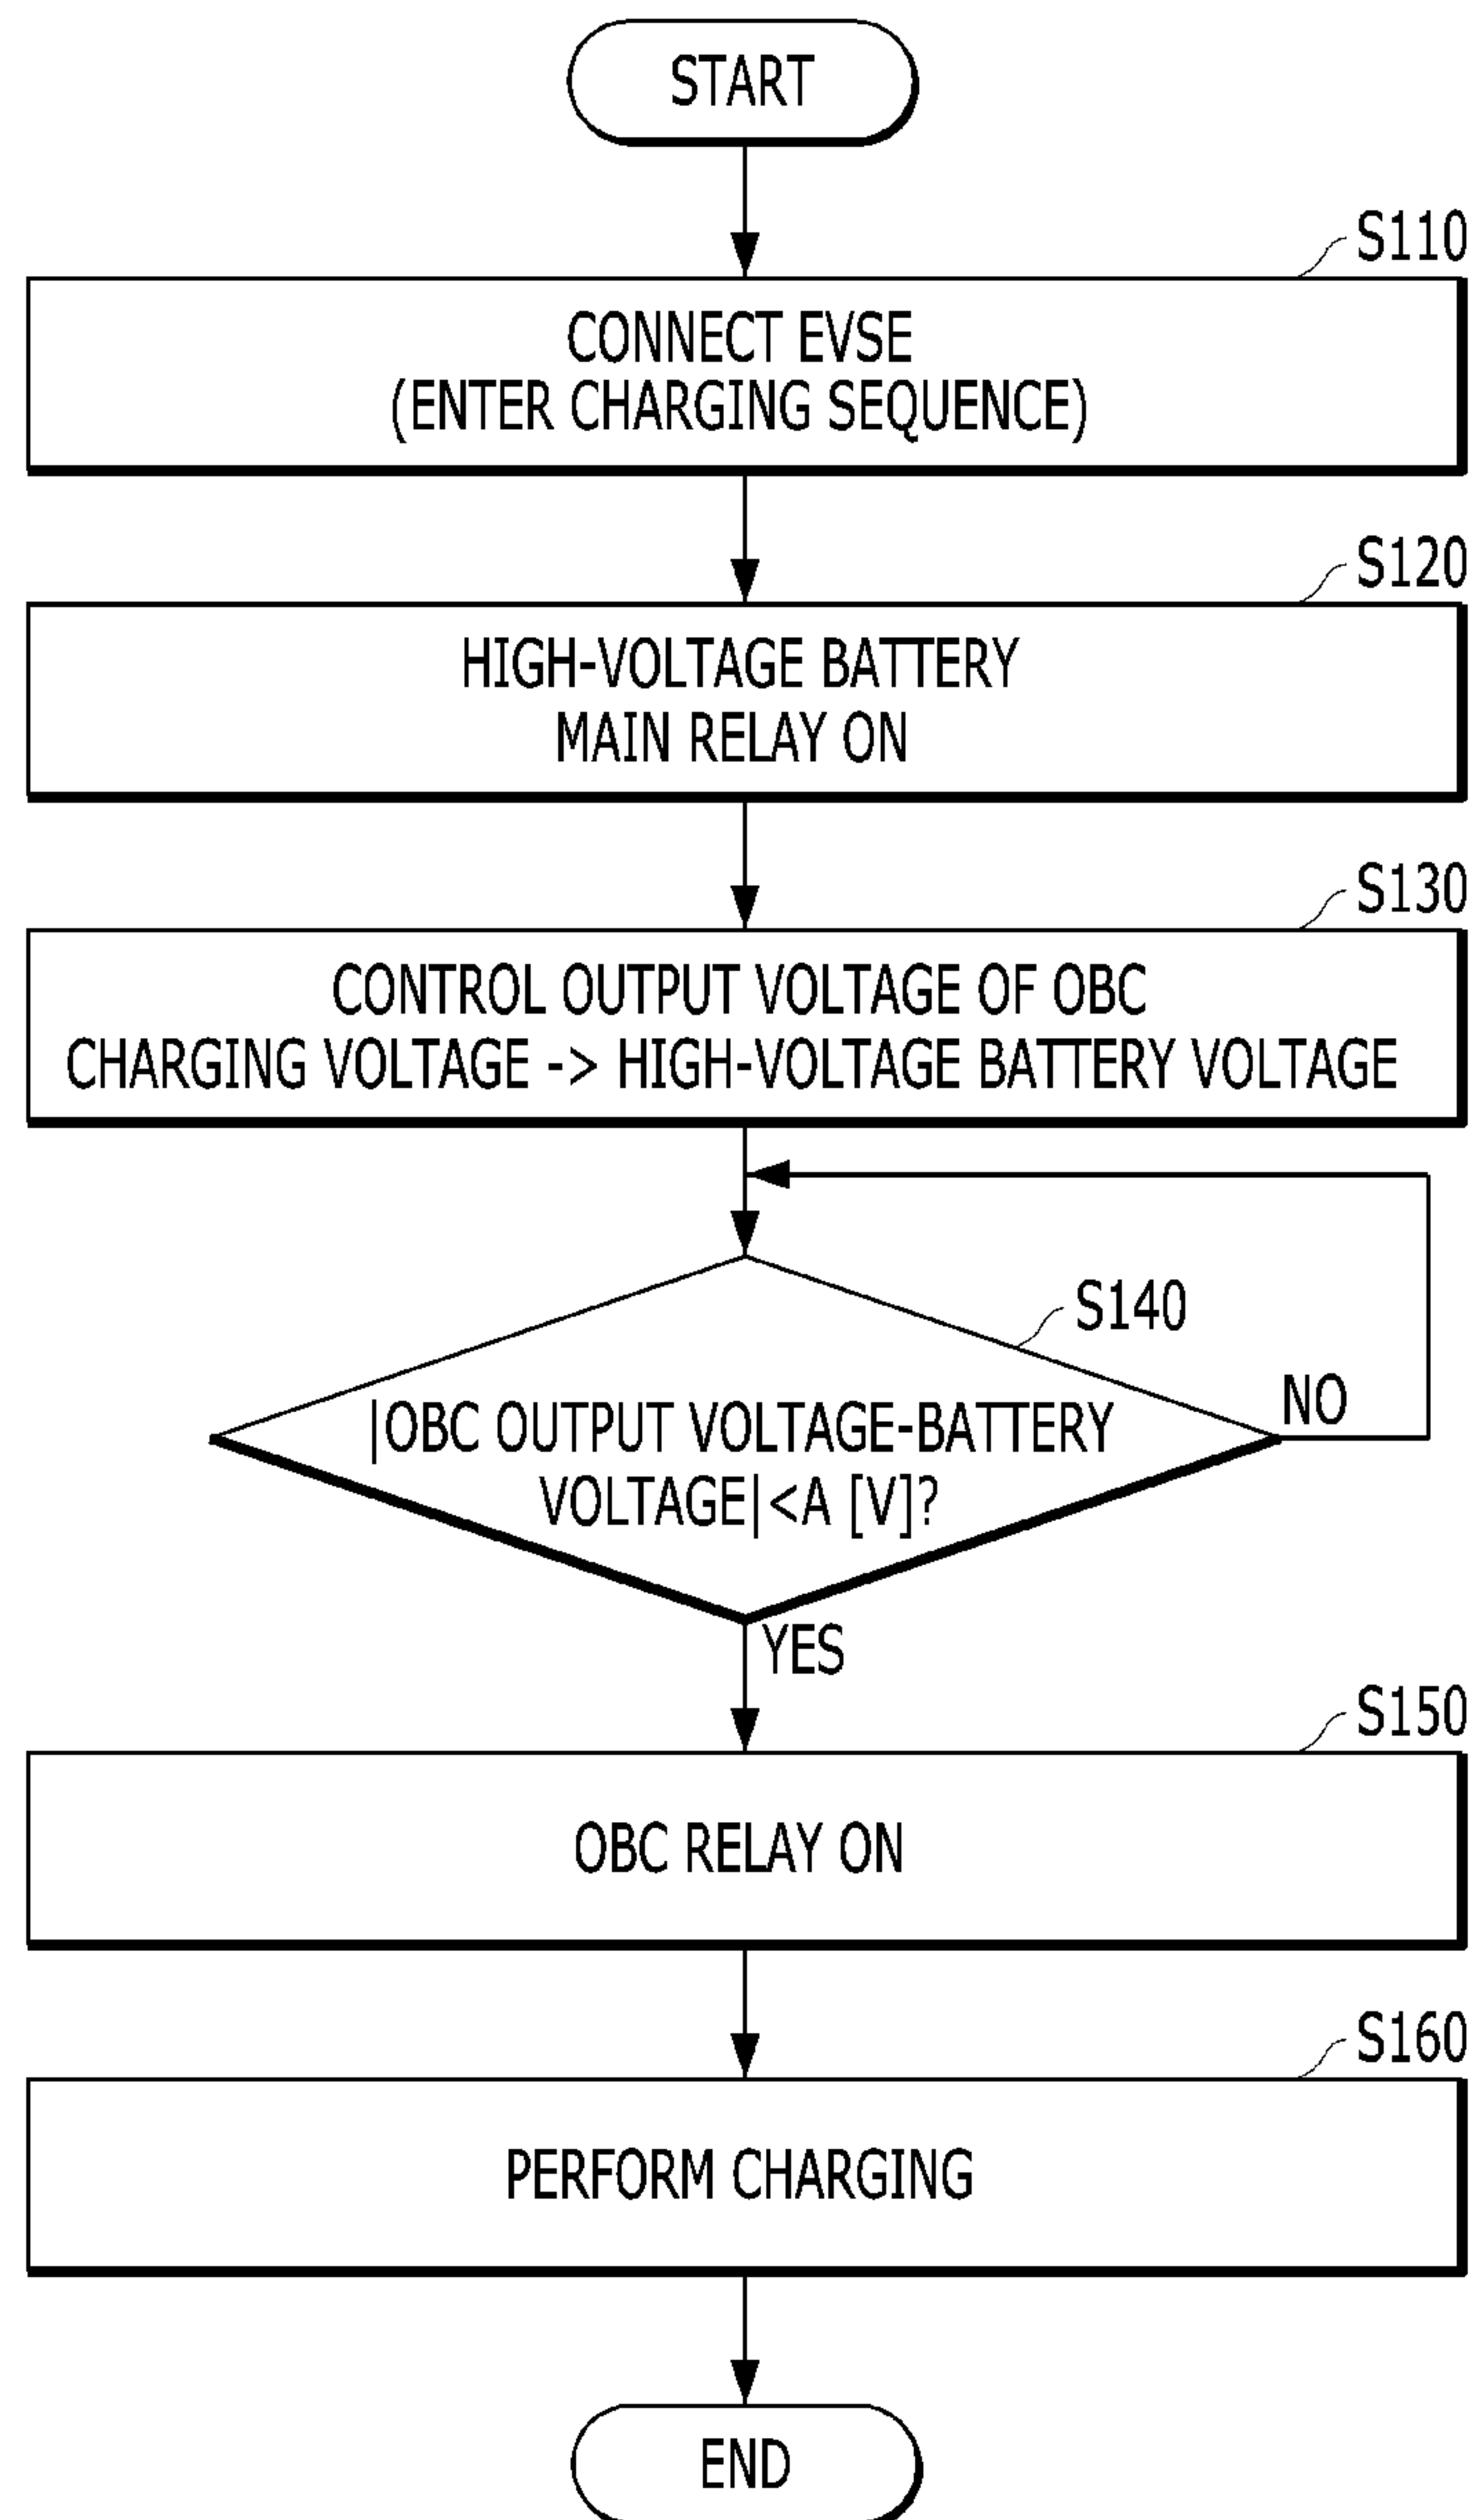 START
S110
CONNECT EVSE
(ENTER CHARGING SEQUENCE)
S120
HIGH-VOLTAGE BATTERY
MAIN RELAY ON
S130
CONTROL OUTPUT VOLTAGE OF OBC
CHARGING VOLTAGE -> HIGH-VOLTAGE BATTERY VOLTAGE
S140
NO
|OBC OUTPUT VOLTAGE-BATTERY
VOLTAGE|<A [V]?
YES
S150
OBC RELAY ON
S160
PERFORM CHARGING
END